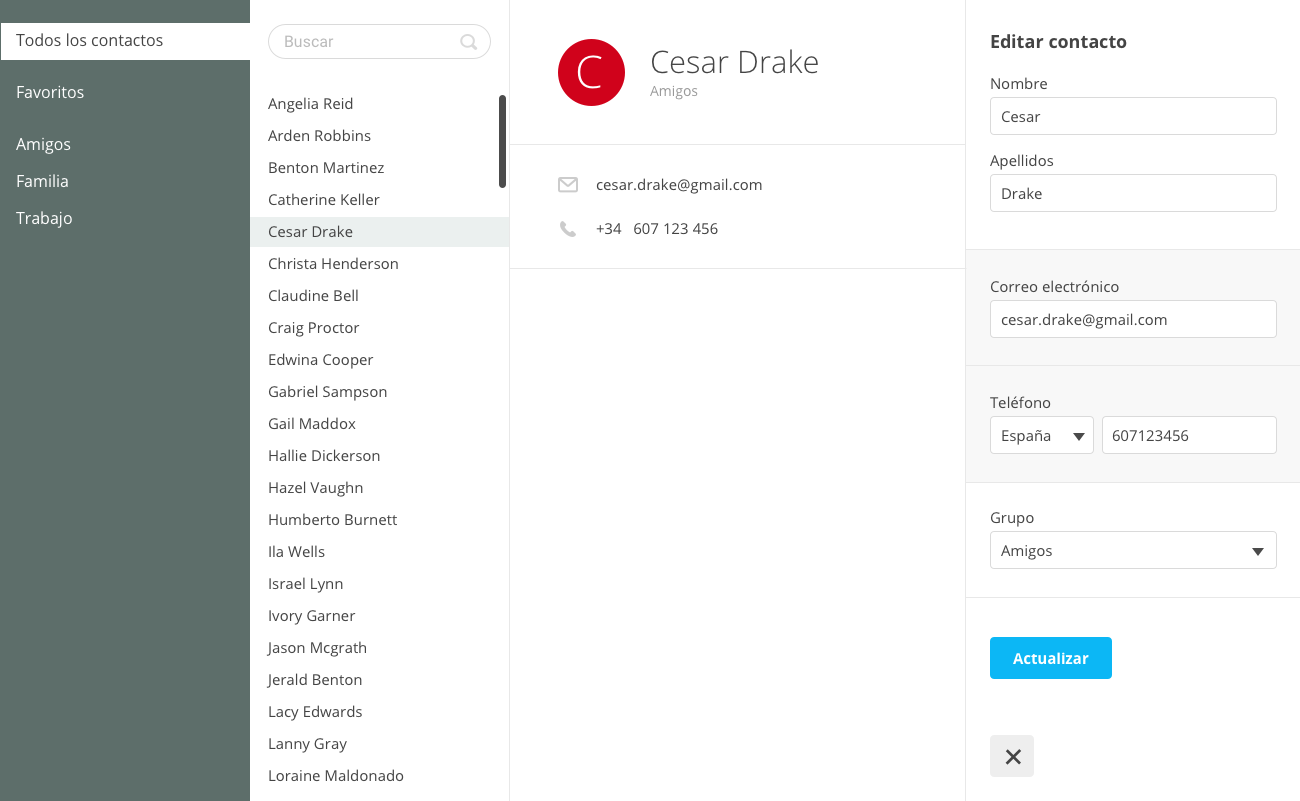 Todos los contactos
Favoritos
Amigos
Familia
Trabajo
Buscar
Angelia Reid
Arden Robbins
Benton Martinez
Catherine Keller
Cesar Drake
Christa Henderson
Claudine Bell
Craig Proctor
Edwina Cooper
Gabriel Sampson
Gail Maddox
Hallie Dickerson
Hazel Vaughn
Humberto Burnett
Ila Wells
Israel Lynn
Ivory Garner
Jason Mcgrath
Jerald Benton
Lacy Edwards
Lanny Gray
Loraine Maldonado
C
Cesar Drake
Amigos
cesar.drake@gmail.com
+34 607 123 456
Editar contacto
Nombre
Cesar
Apellidos
Drake
Correo electrónico
cesar.drake@gmail.com
Teléfono
España 607123456
Grupo
Amigos
Actualizar